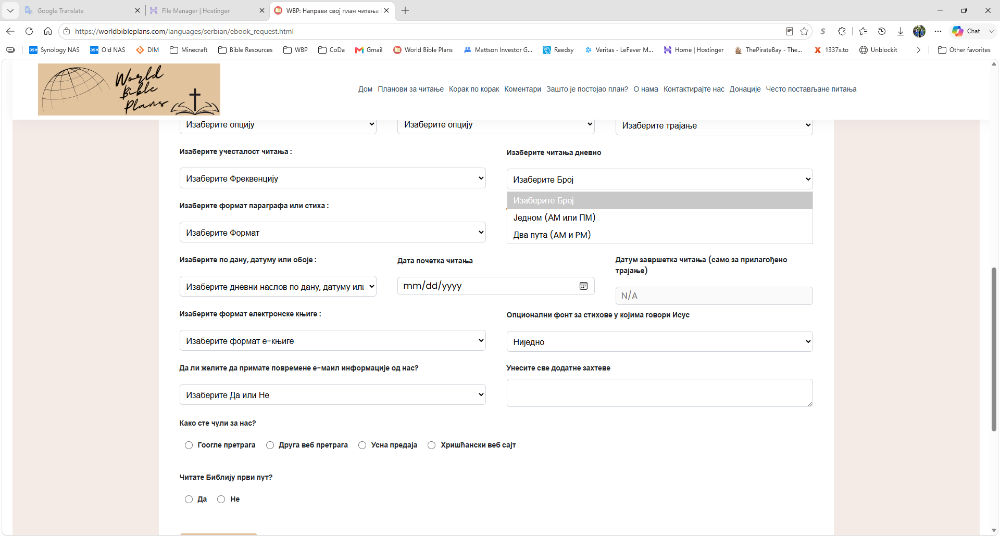 Google Translate
File Manager | Hostinger
WBP: Направи свој план читања
https://worldbibleplans.com/languages/serbian/ebook_request.html
Chat
Synology NAS
Old NAS
DIM
Minecraft
Bible Resources
WBP
CoDa
Gmail
World Bible Plans
Mattson Investor G...
Reedsy
Veritas - LeFever M...
Home | Hostinger
ThePirateBay - The...
1337x.to
Unblockit
Other favorites
World
Bible
Plans
Дом Планови за читање Корак по корак Коментари Зашто је постојао план? О нама Контактирајте нас Донације Често постављане питања
Изаберите опцију
Изаберите опцију
Изаберите трајање
Изаберите учесталост читања :
Изаберите читања дневно
Изаберите Фреквенцију
Изаберите Број
Изаберите Број
Једном (АМ или ПМ)
Два пута (AM и PM)
Изаберите формат параграфа или стиха :
Изаберите Формат
Изаберите по дану, датуму или обоје :
Дата почетка читања
Датум завршетка читања (само за прилагођено
трајање)
Изаберите дневни наслов по дану, датуму или
mm/dd/yyyy
N/A
Изаберите формат електронске књиге :
Опционални фонт за стихове у којима говори Исус
Изаберите формат е-књиге
Ниједно
Да ли желите да примате повремене е-маил информације од нас?
Унесите све додатне захтеве
Изаберите Да или Не
Како сте чули за нас?
Гоогле претрага
Друга веб претрага
Усна предаја
Хришћански веб сајт
Читате Библију први пут?
Да
Не